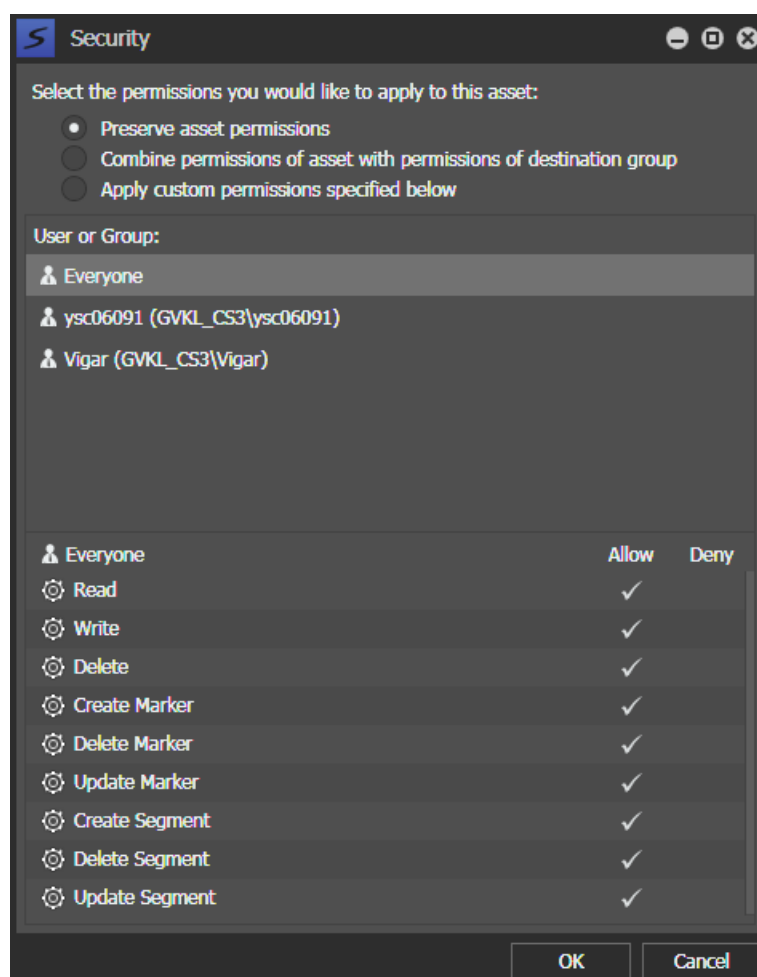 S Security
Select the permissions you would like to apply to this asset:
Preserve asset permissions
Combine permissions of asset with permissions of destination group
Apply custom permissions specified below
User or Group:
Everyone
ysc06091 (GVKL_CS3\ysc06091)
Vigar (GVKL_CS3\Vigar)
Everyone Allow Deny
Read
Write
Delete
Create Marker
Delete Marker
Update Marker
Create Segment
Delete Segment
Update Segment
OK Cancel